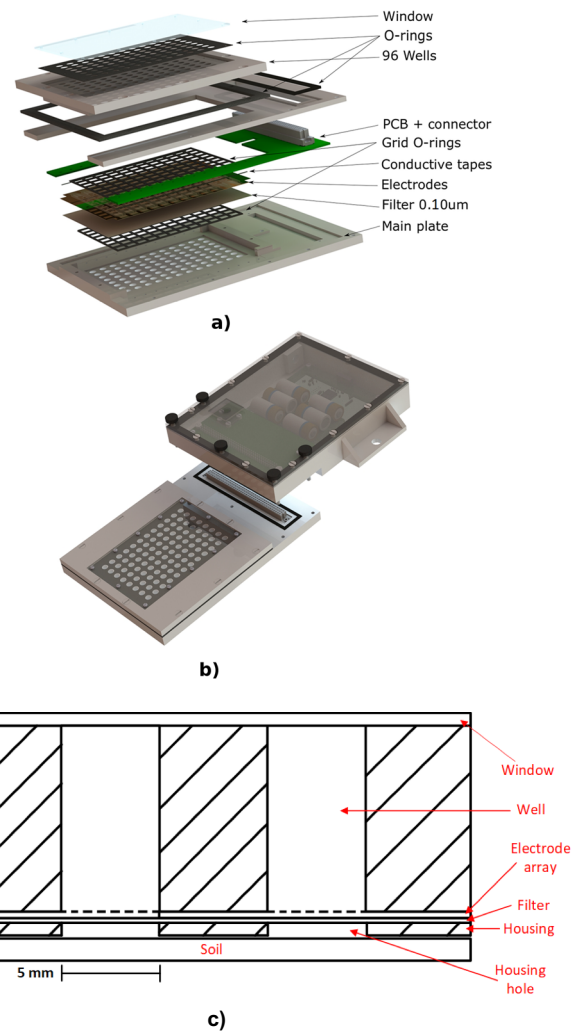 Window
O-rings
96 Wells
PCB + connector
Grid O-rings
Conductive tapes
Electrodes
Filter 0.10um
Main plate
a)
b)
Window
Well
Electrode
array
Filter
Housing
Soil
Housing
hole
5 mm
c)